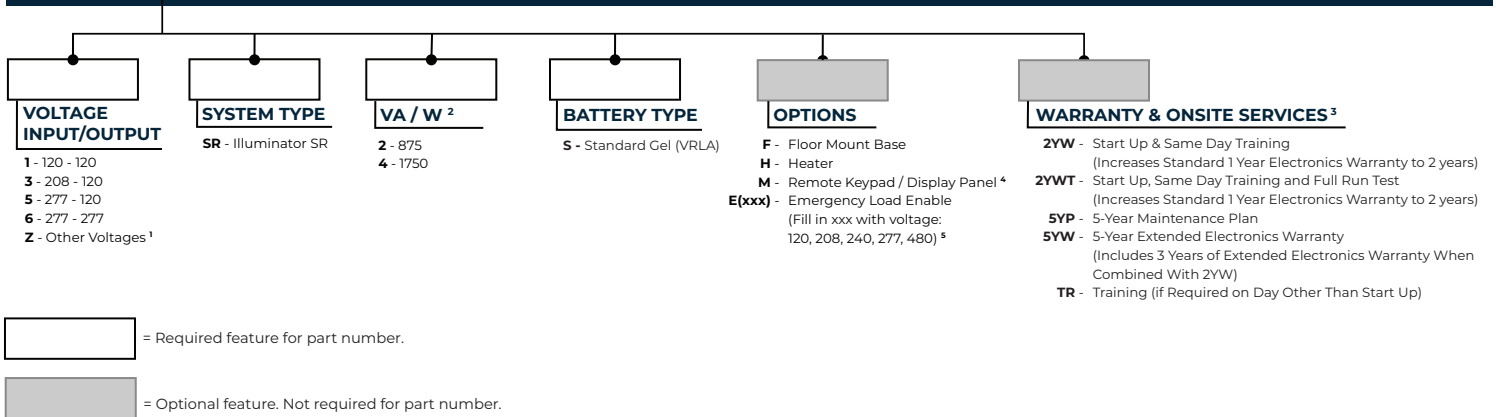 VOLTAGE
INPUT/OUTPUT
1 - 120 - 120
3 - 208 - 120
5 - 277 - 120
6 - 277 - 277
Z - Other Voltages ¹
SYSTEM TYPE
SR - Illuminator SR
VA / W ²
2 - 875
4 - 1750
BATTERY TYPE
S - Standard Gel (VRLA)
OPTIONS
F - Floor Mount Base
H - Heater
M - Remote Keypad / Display Panel ⁴
E(xxx) - Emergency Load Enable
(Fill in xxx with voltage:
120, 208, 240, 277, 480) ⁵
WARRANTY & ONSITE SERVICES ³
2YW - Start Up & Same Day Training
(Increases Standard 1 Year Electronics Warranty to 2 years)
2YWT - Start Up, Same Day Training and Full Run Test
(Increases Standard 1 Year Electronics Warranty to 2 years)
5YP - 5-Year Maintenance Plan
5YW - 5-Year Extended Electronics Warranty
(Includes 3 Years of Extended Electronics Warranty When
Combined With 2YW)
TR - Training (if Required on Day Other Than Start Up)
= Required feature for part number.
= Optional feature. Not required for part number.